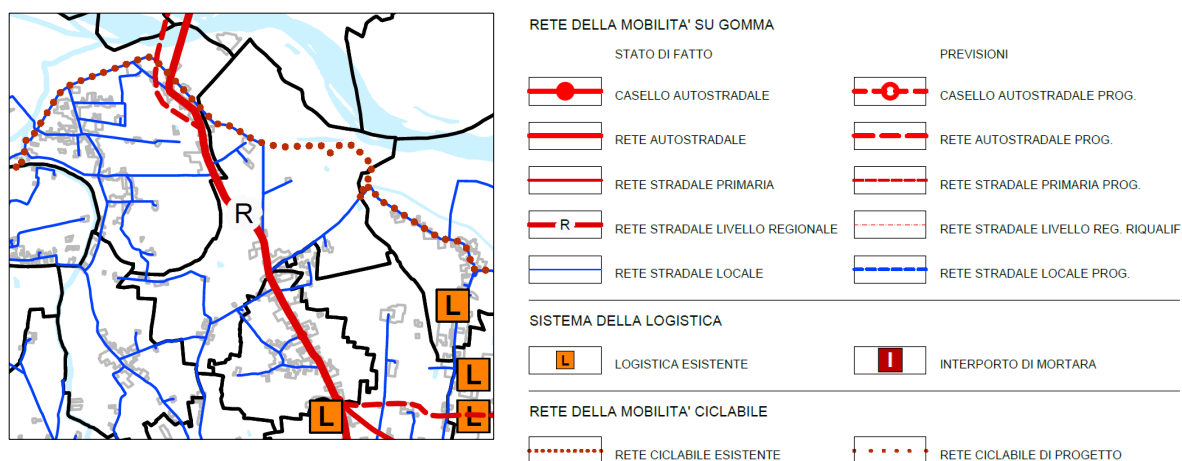 R
L
L
L
L
RETE DELLA MOBILITA' SU GOMMA
STATO DI FATTO
PREVISIONI
CASELLO AUTOSTRADALE
CASELLO AUTOSTRADALE PROG.
RETE AUTOSTRADALE
RETE AUTOSTRADALE PROG.
RETE STRADALE PRIMARIA
RETE STRADALE PRIMARIA PROG.
R
RETE STRADALE LIVELLO REGIONALE
RETE STRADALE LIVELLO REG. RIQUALIF
RETE STRADALE LOCALE
RETE STRADALE LOCALE PROG.
SISTEMA DELLA LOGISTICA
L
LOGISTICA ESISTENTE
I
INTERPORTO DI MORTARA
RETE DELLA MOBILITA' CICLABILE
RETE CICLABILE ESISTENTE
RETE CICLABILE DI PROGETTO